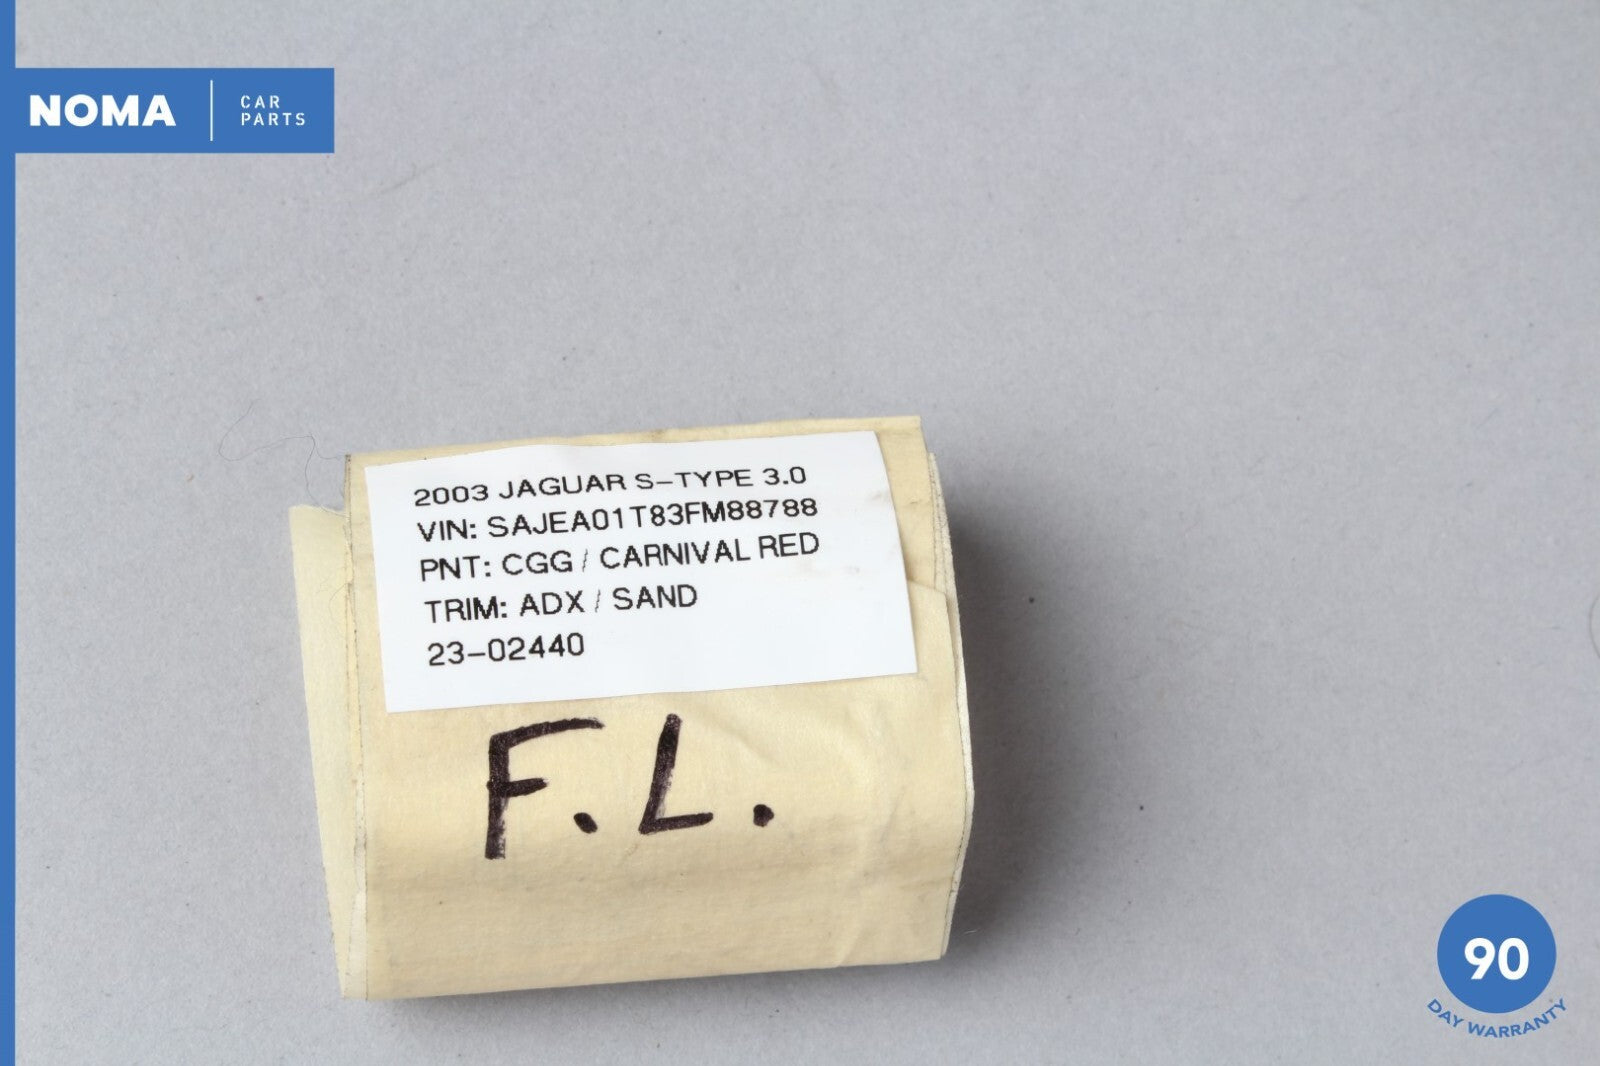 NOMA
CAR
PARTS
2003 JAGUAR S-TYPE 3.0
VIN: SAJEA01T83FM88788
PNT: CGG / CARNIVAL RED
TRIM: ADX / SAND
23-02440
F.L.
90
DAY WARRANTY